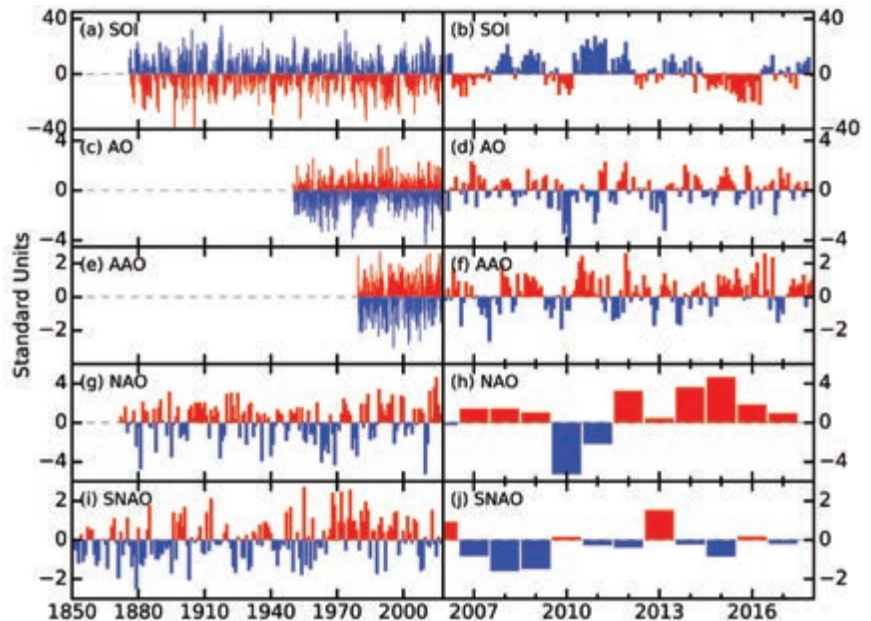 (a) SOI (b) SOI
40 40
0 0
−40 −40
(c) AO (d) AO
4 4
0 0
−4 −4
(e) AAO (f) AAO
2 2
0 0
−2 −2
(g) NAO (h) NAO
4 4
0 0
−4 −4
(i) SNAO (j) SNAO
2 2
0 0
−2 −2
1850 1880 1910 1940 1970 2000 2007 2010 2013 2016
Standard Units